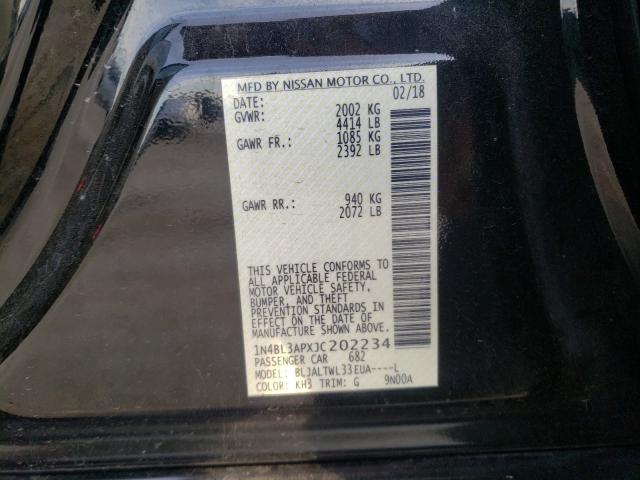 MFD BY NISSAN MOTOR CO., LTD.
DATE: 02/18
GVWR: 2002 KG
4414 LB
GAWR FR.: 1085 KG
2392 LB
GAWR RR.: 940 KG
2072 LB
THIS VEHICLE CONFORMS TO
ALL APPLICABLE FEDERAL
MOTOR VEHICLE SAFETY,
BUMPER, AND THEFT
PREVENTION STANDARDS IN
EFFECT ON THE DATE OF
MANUFACTURE SHOWN ABOVE.
1N4BL3APXJC202234
PASSENGER CAR 682
MODEL: BLJALTWL33EUA----L
COLOR: KH3 TRIM: G 9N00A